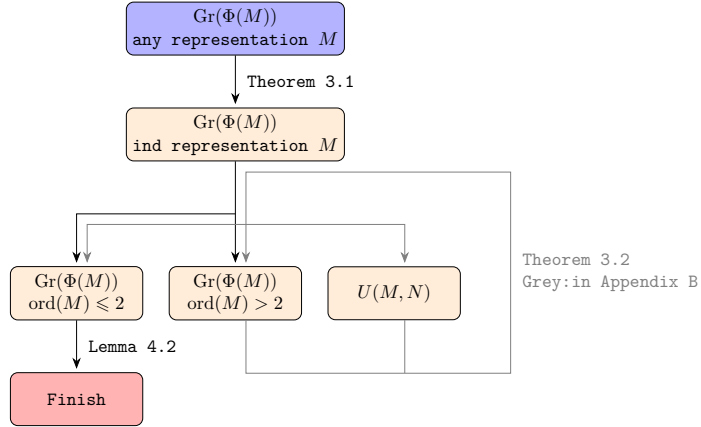 Gr(Φ(M))
any representation M
Theorem 3.1
Gr(Φ(M))
ind representation M
Theorem 3.2
Grey:in Appendix B
Gr(Φ(M))
ord(M) ⩽ 2
Gr(Φ(M))
ord(M) > 2
U(M, N)
Lemma 4.2
Finish